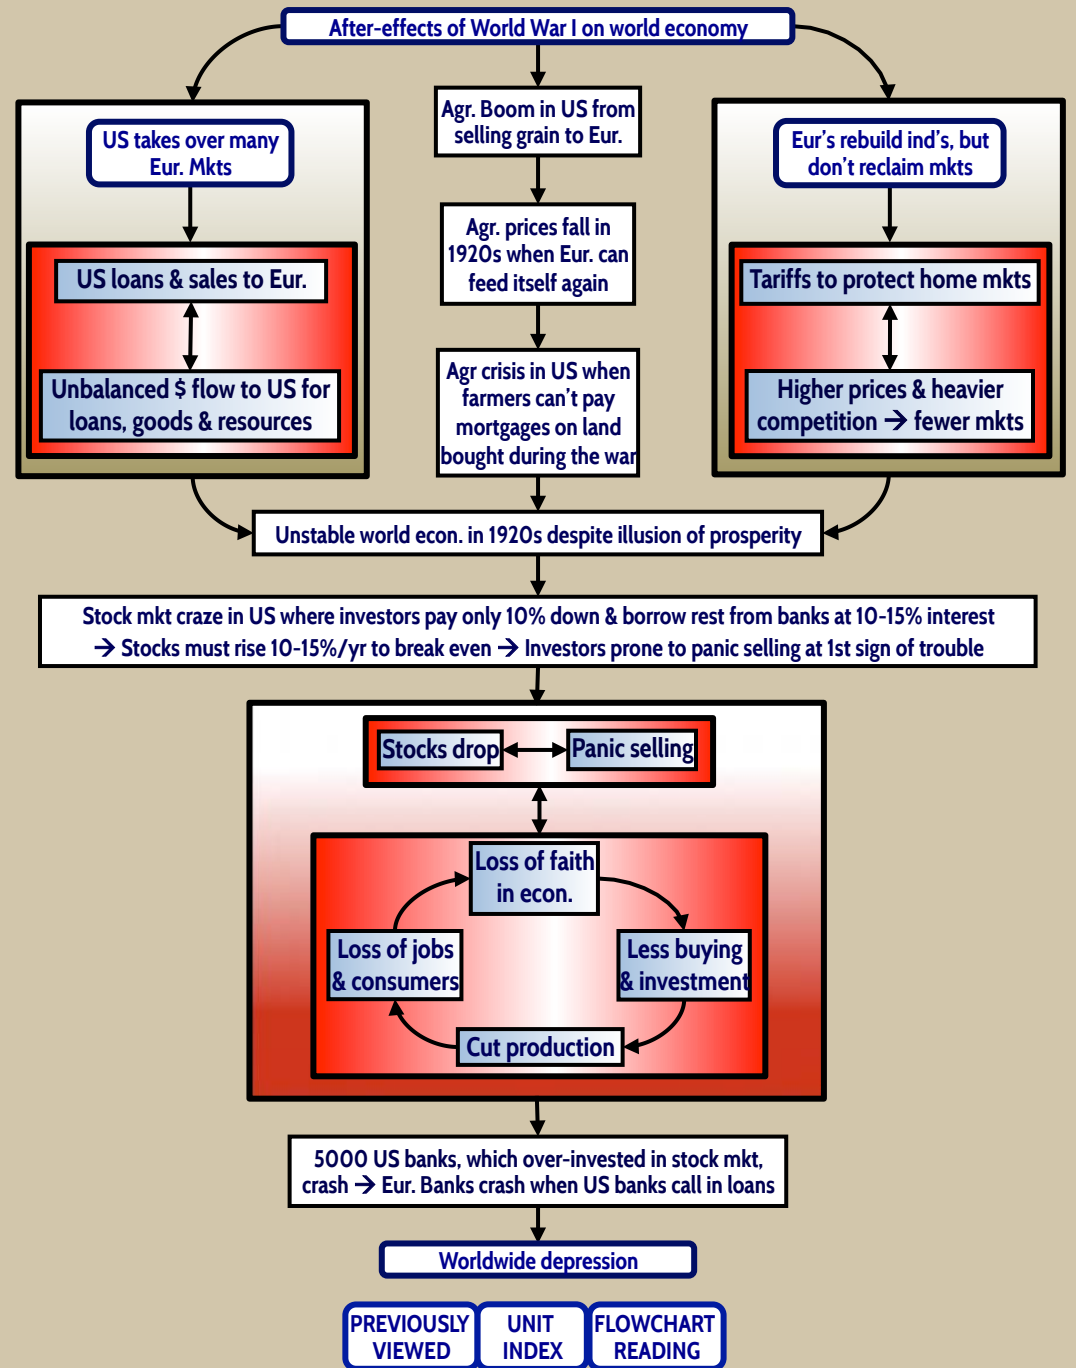 After-effects of World War I on world economy
US takes over many
Eur. Mkts
US loans & sales to Eur.
Unbalanced $ flow to US for
loans, goods & resources
Agr. Boom in US from
selling grain to Eur.
Agr. prices fall in
1920s when Eur. can
feed itself again
Agr crisis in US when
farmers can't pay
mortgages on land
bought during the war
Eur's rebuild ind's, but
don't reclaim mkts
Tariffs to protect home mkts
Higher prices & heavier
competition → fewer mkts
Unstable world econ. in 1920s despite illusion of prosperity
Stock mkt craze in US where investors pay only 10% down & borrow rest from banks at 10-15% interest
→ Stocks must rise 10-15%/yr to break even → Investors prone to panic selling at 1st sign of trouble
Stocks drop
Panic selling
Loss of faith
in econ.
Loss of jobs
& consumers
Less buying
& investment
Cut production
5000 US banks, which over-invested in stock mkt,
crash → Eur. Banks crash when US banks call in loans
Worldwide depression
PREVIOUSLY
VIEWED
UNIT
INDEX
FLOWCHART
READING